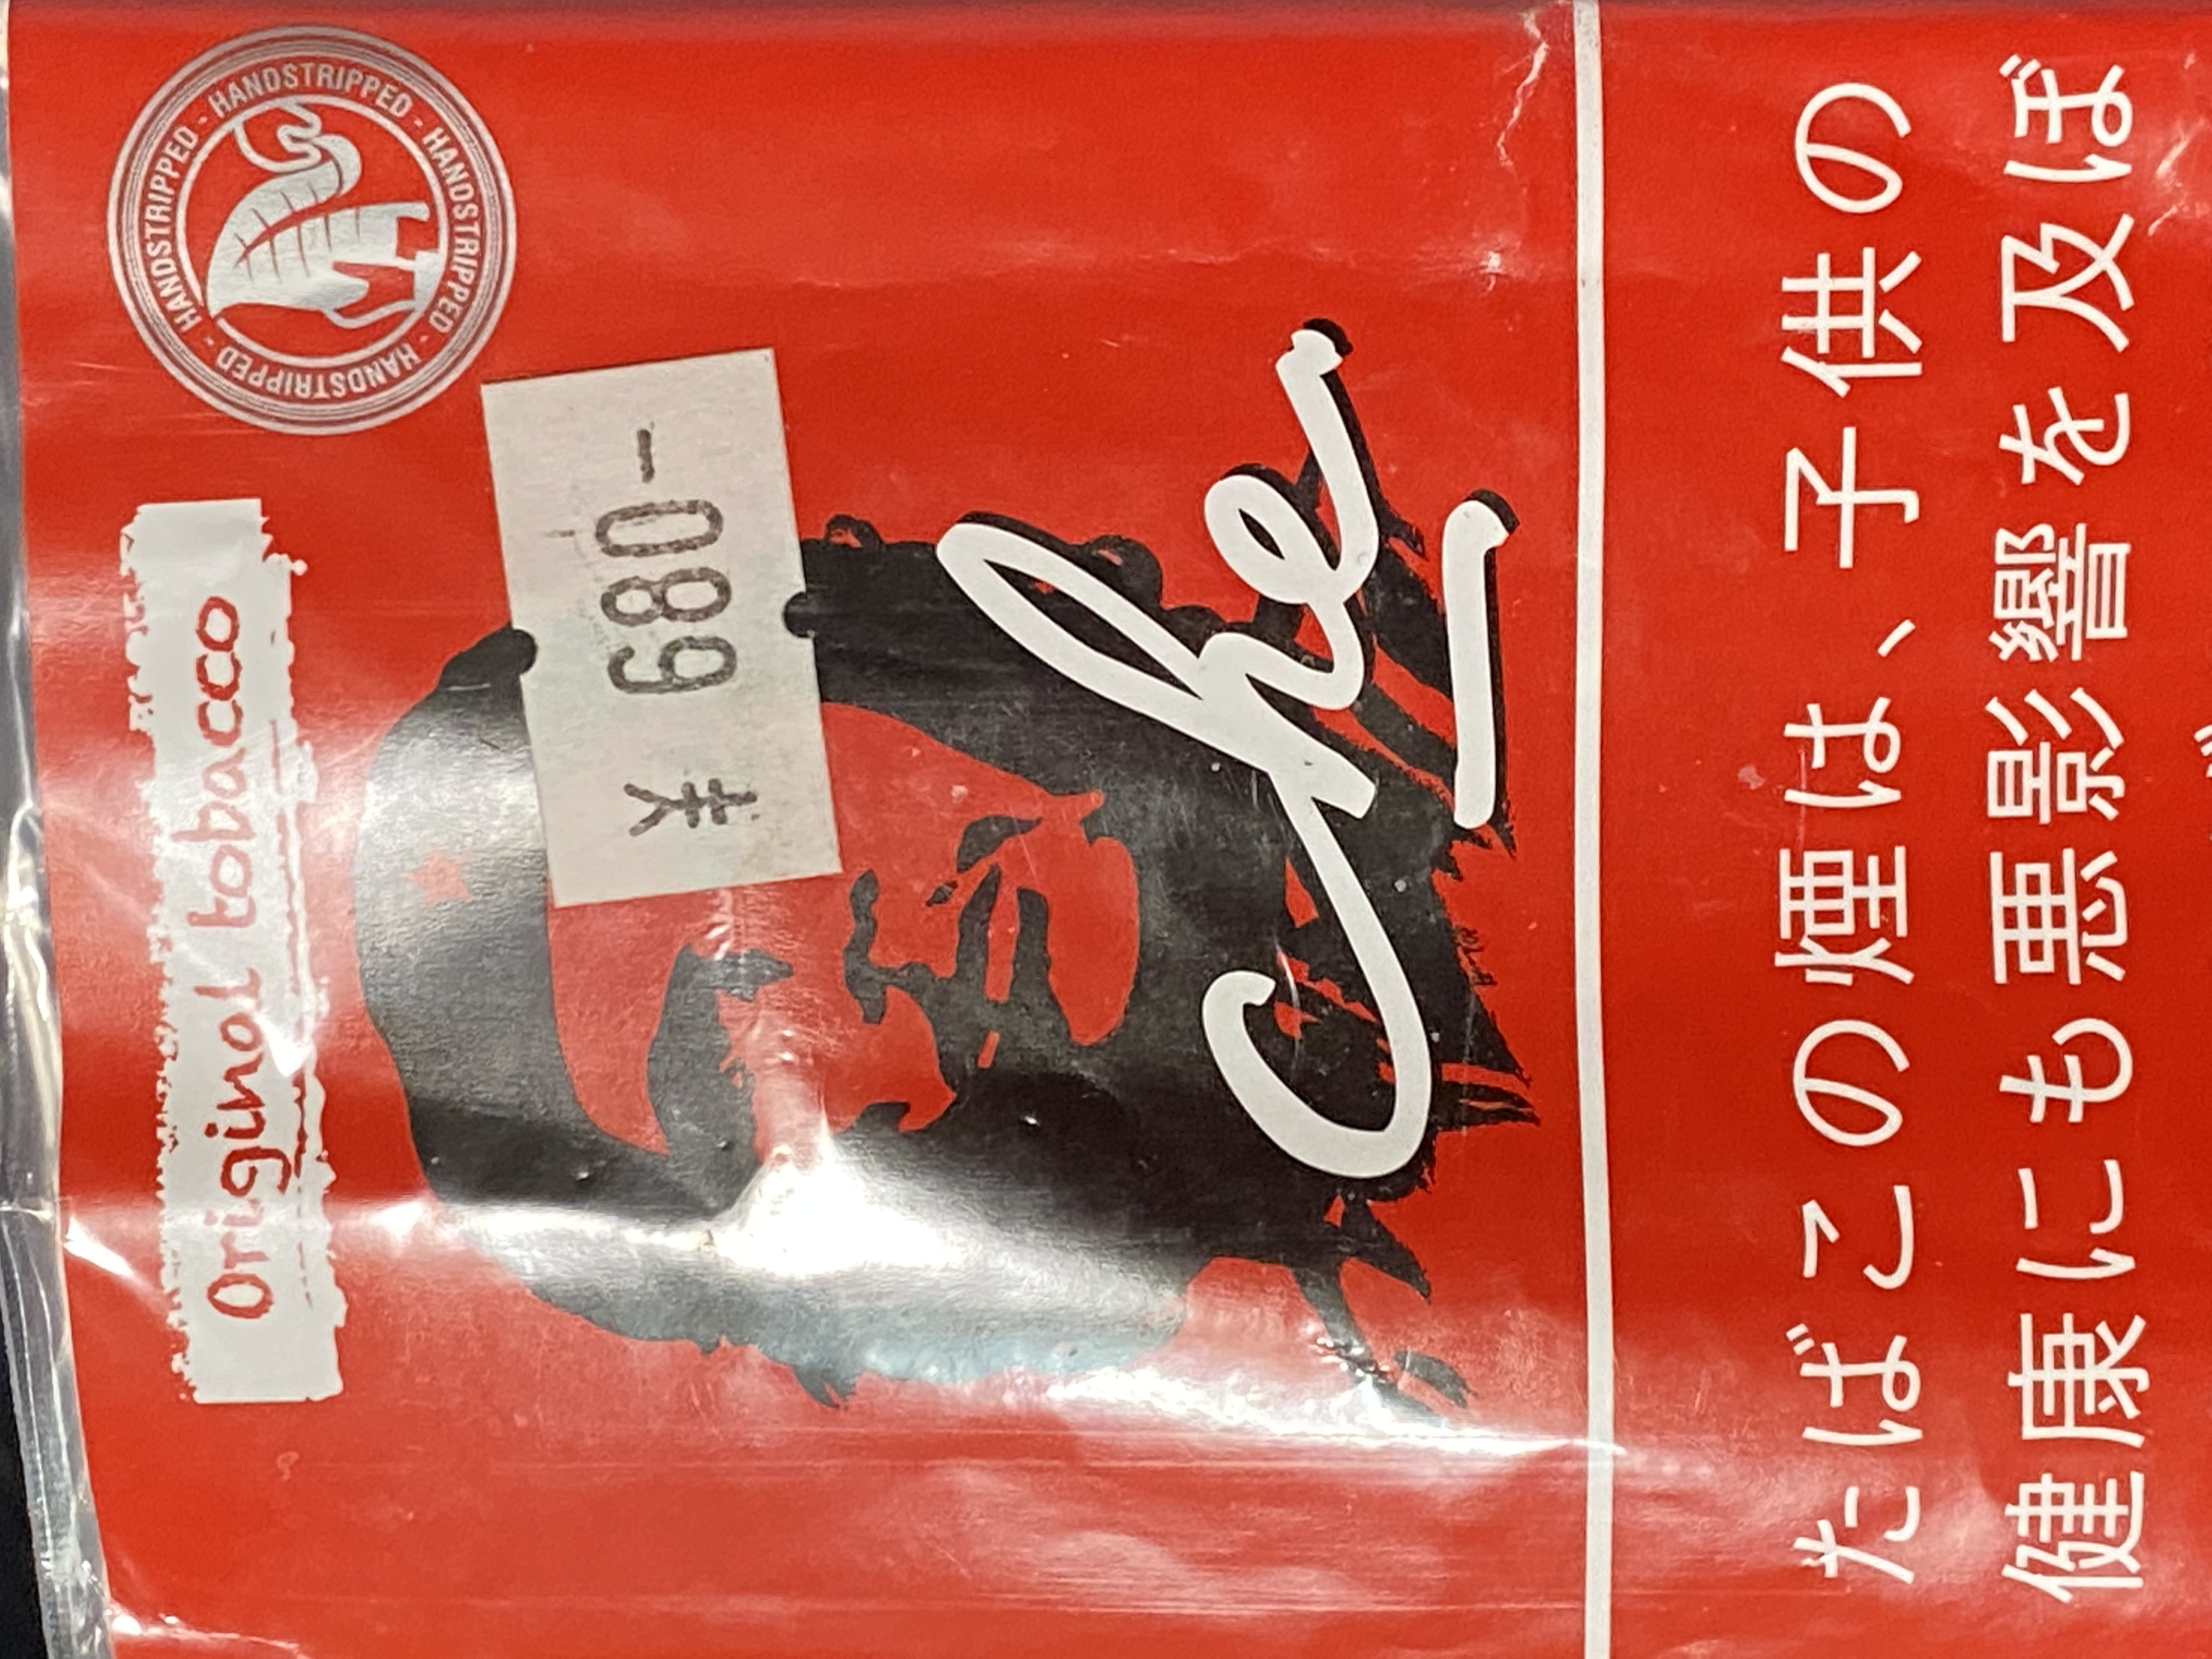 Original tobacco
HANDSTRIPPED - HANDSTRIPPED - HANDSTRIPPED - HANDSTRIPPED - HANDSTRIPPED -
¥ 680-
Che
たばこの煙は、子供の
健康にも悪影響を及ぼ